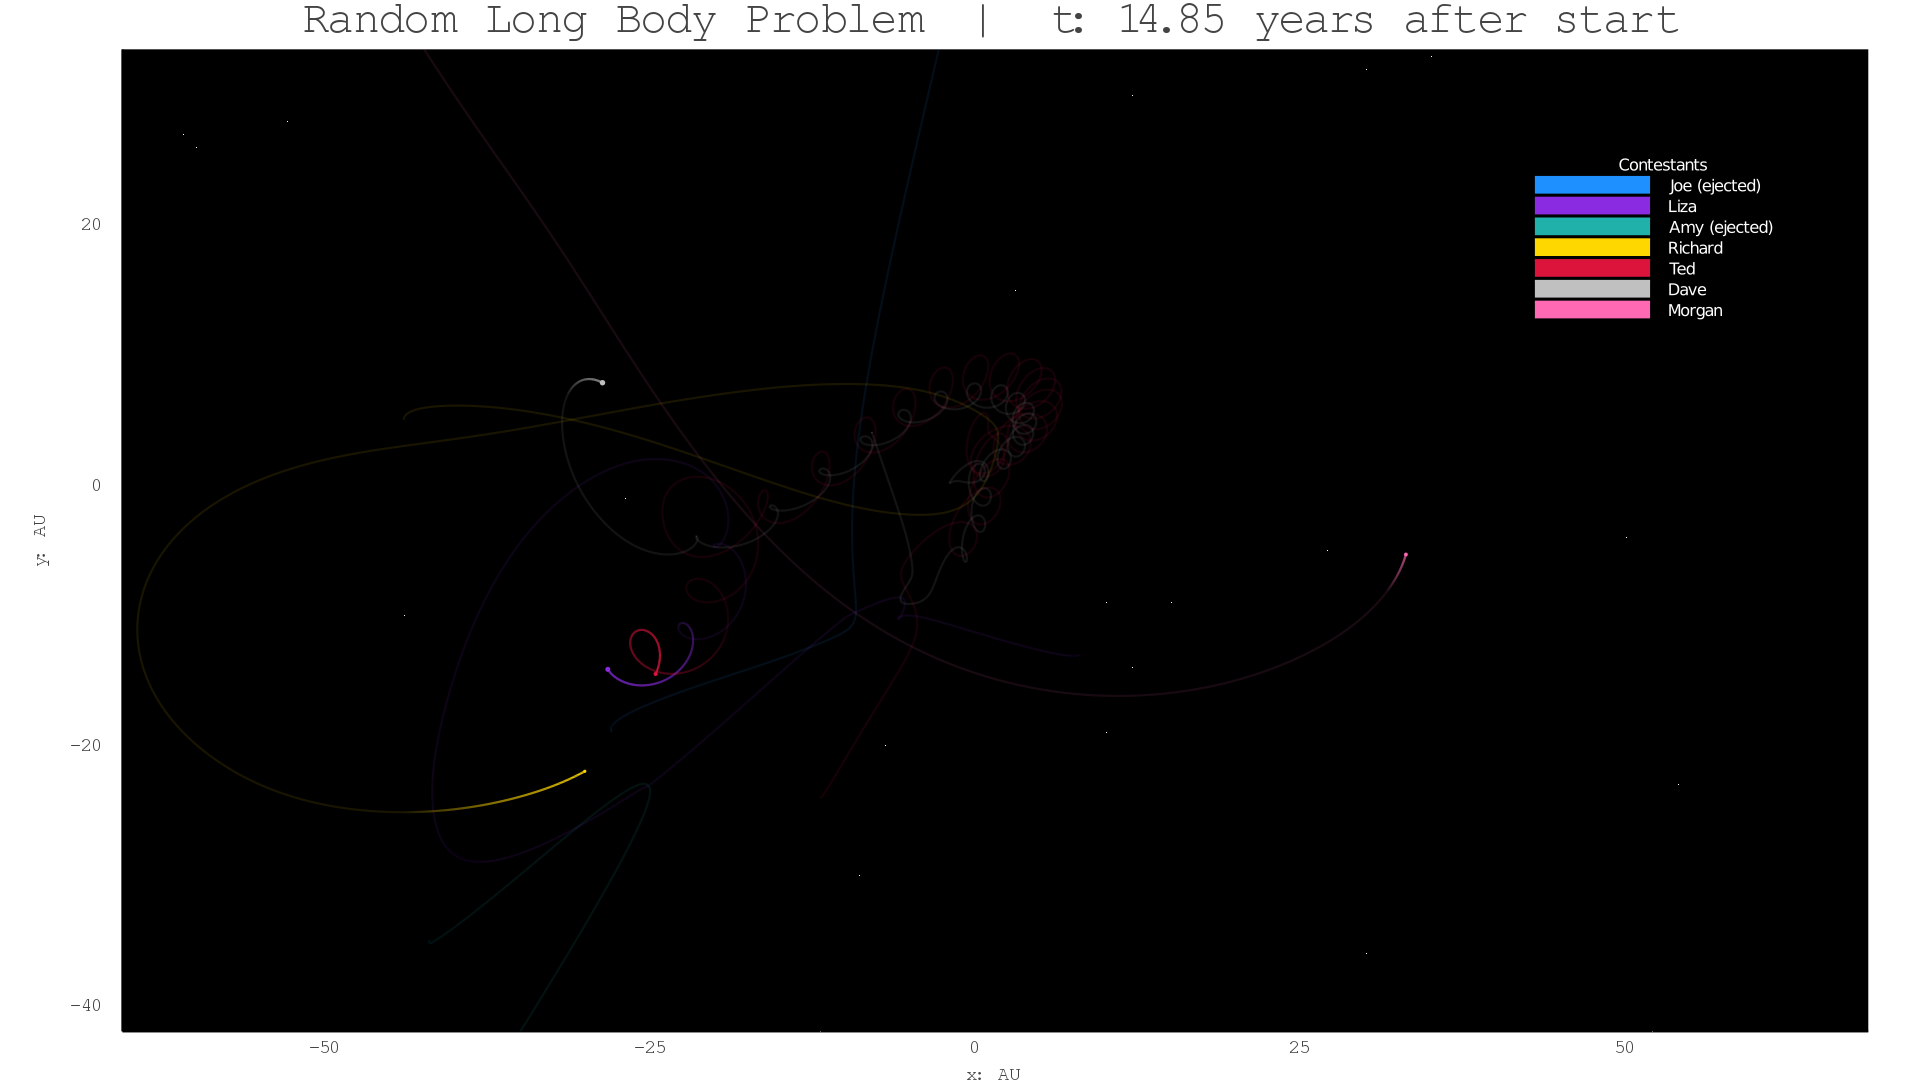 Random Long Body Problem | t: 14.85 years after start
Contestants
Joe (ejected)
Liza
Amy (ejected)
Richard
Ted
Dave
Morgan
20
0
−20
−40
y: AU
−50
−25
0
25
50
x: AU